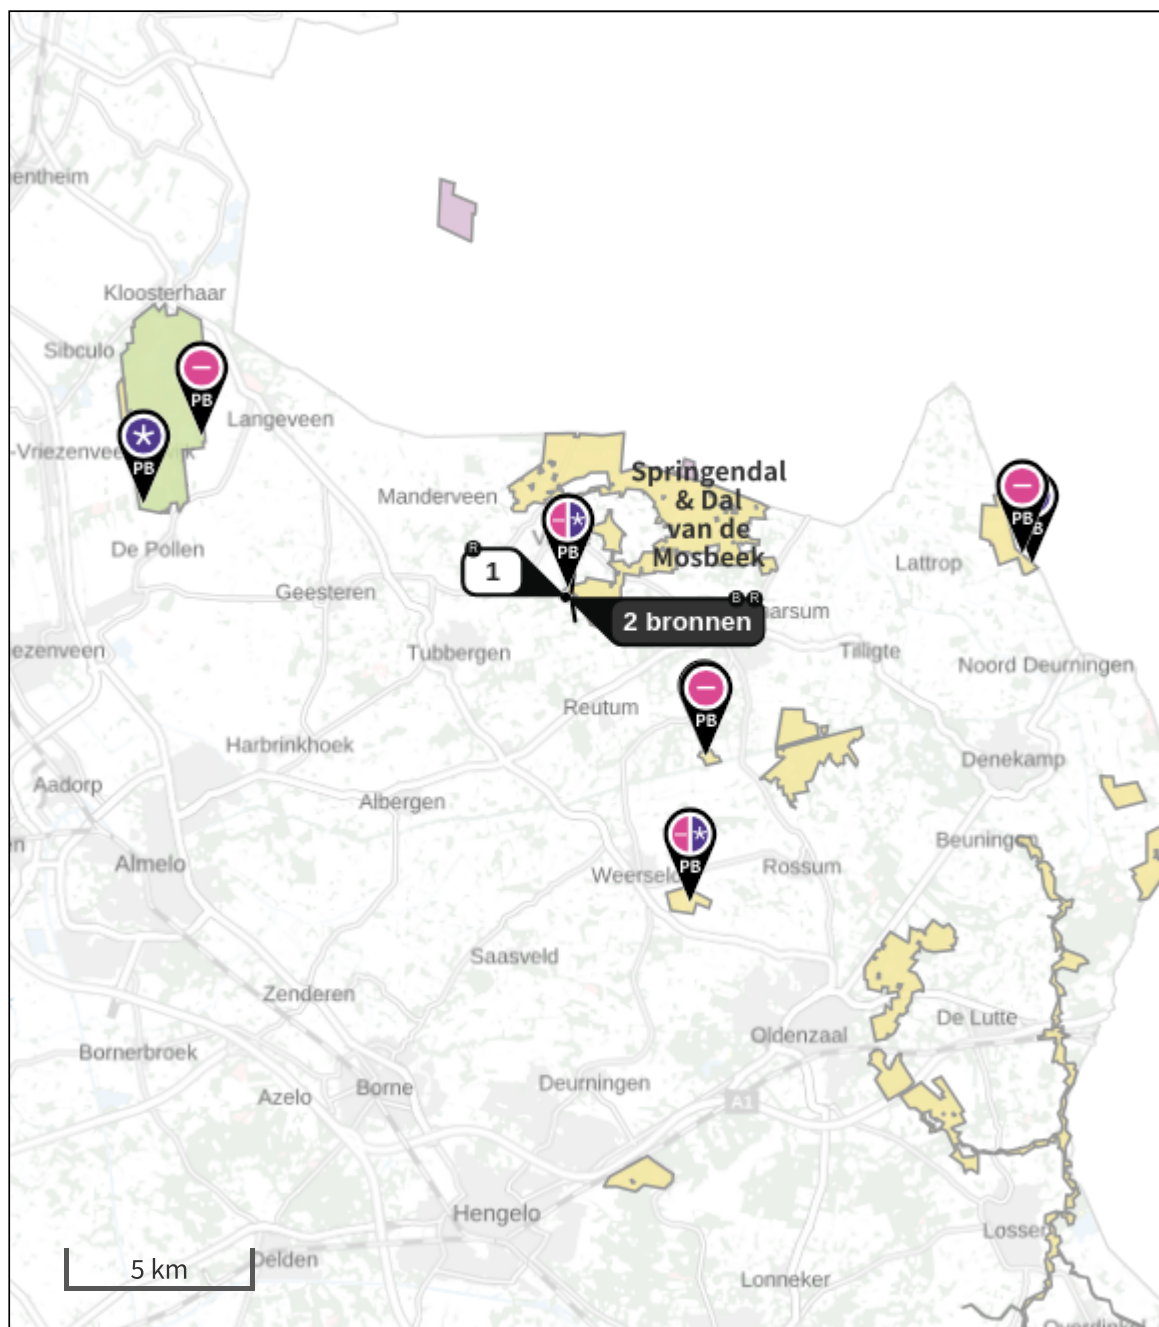 entheim
Kloosterhaar
Sibculo
PB
Langeveen
-Vriezenvee
k
PB
Manderveen
Springendal
& Dal
van de
Mosbeek
V
PB
PB
B
De Pollen
Lattrop
R
1
Geesteren
B R
2 bronnen
arsum
ezenveen
Tubbergen
Tilligte
Noord Deurningen
Reutum
PB
Harbrinkhoek
Denekamp
Aadorp
Albergen
en
Beuningen
Almelo
PB
Weersel
Rossum
Saasveld
Zenderen
De Lutte
Oldenzaal
Bornerbroek
Deurningen
Borne
Azelo
A1
Hengelo
Losser
Delden
5 km
Lonneker
Overdinkel